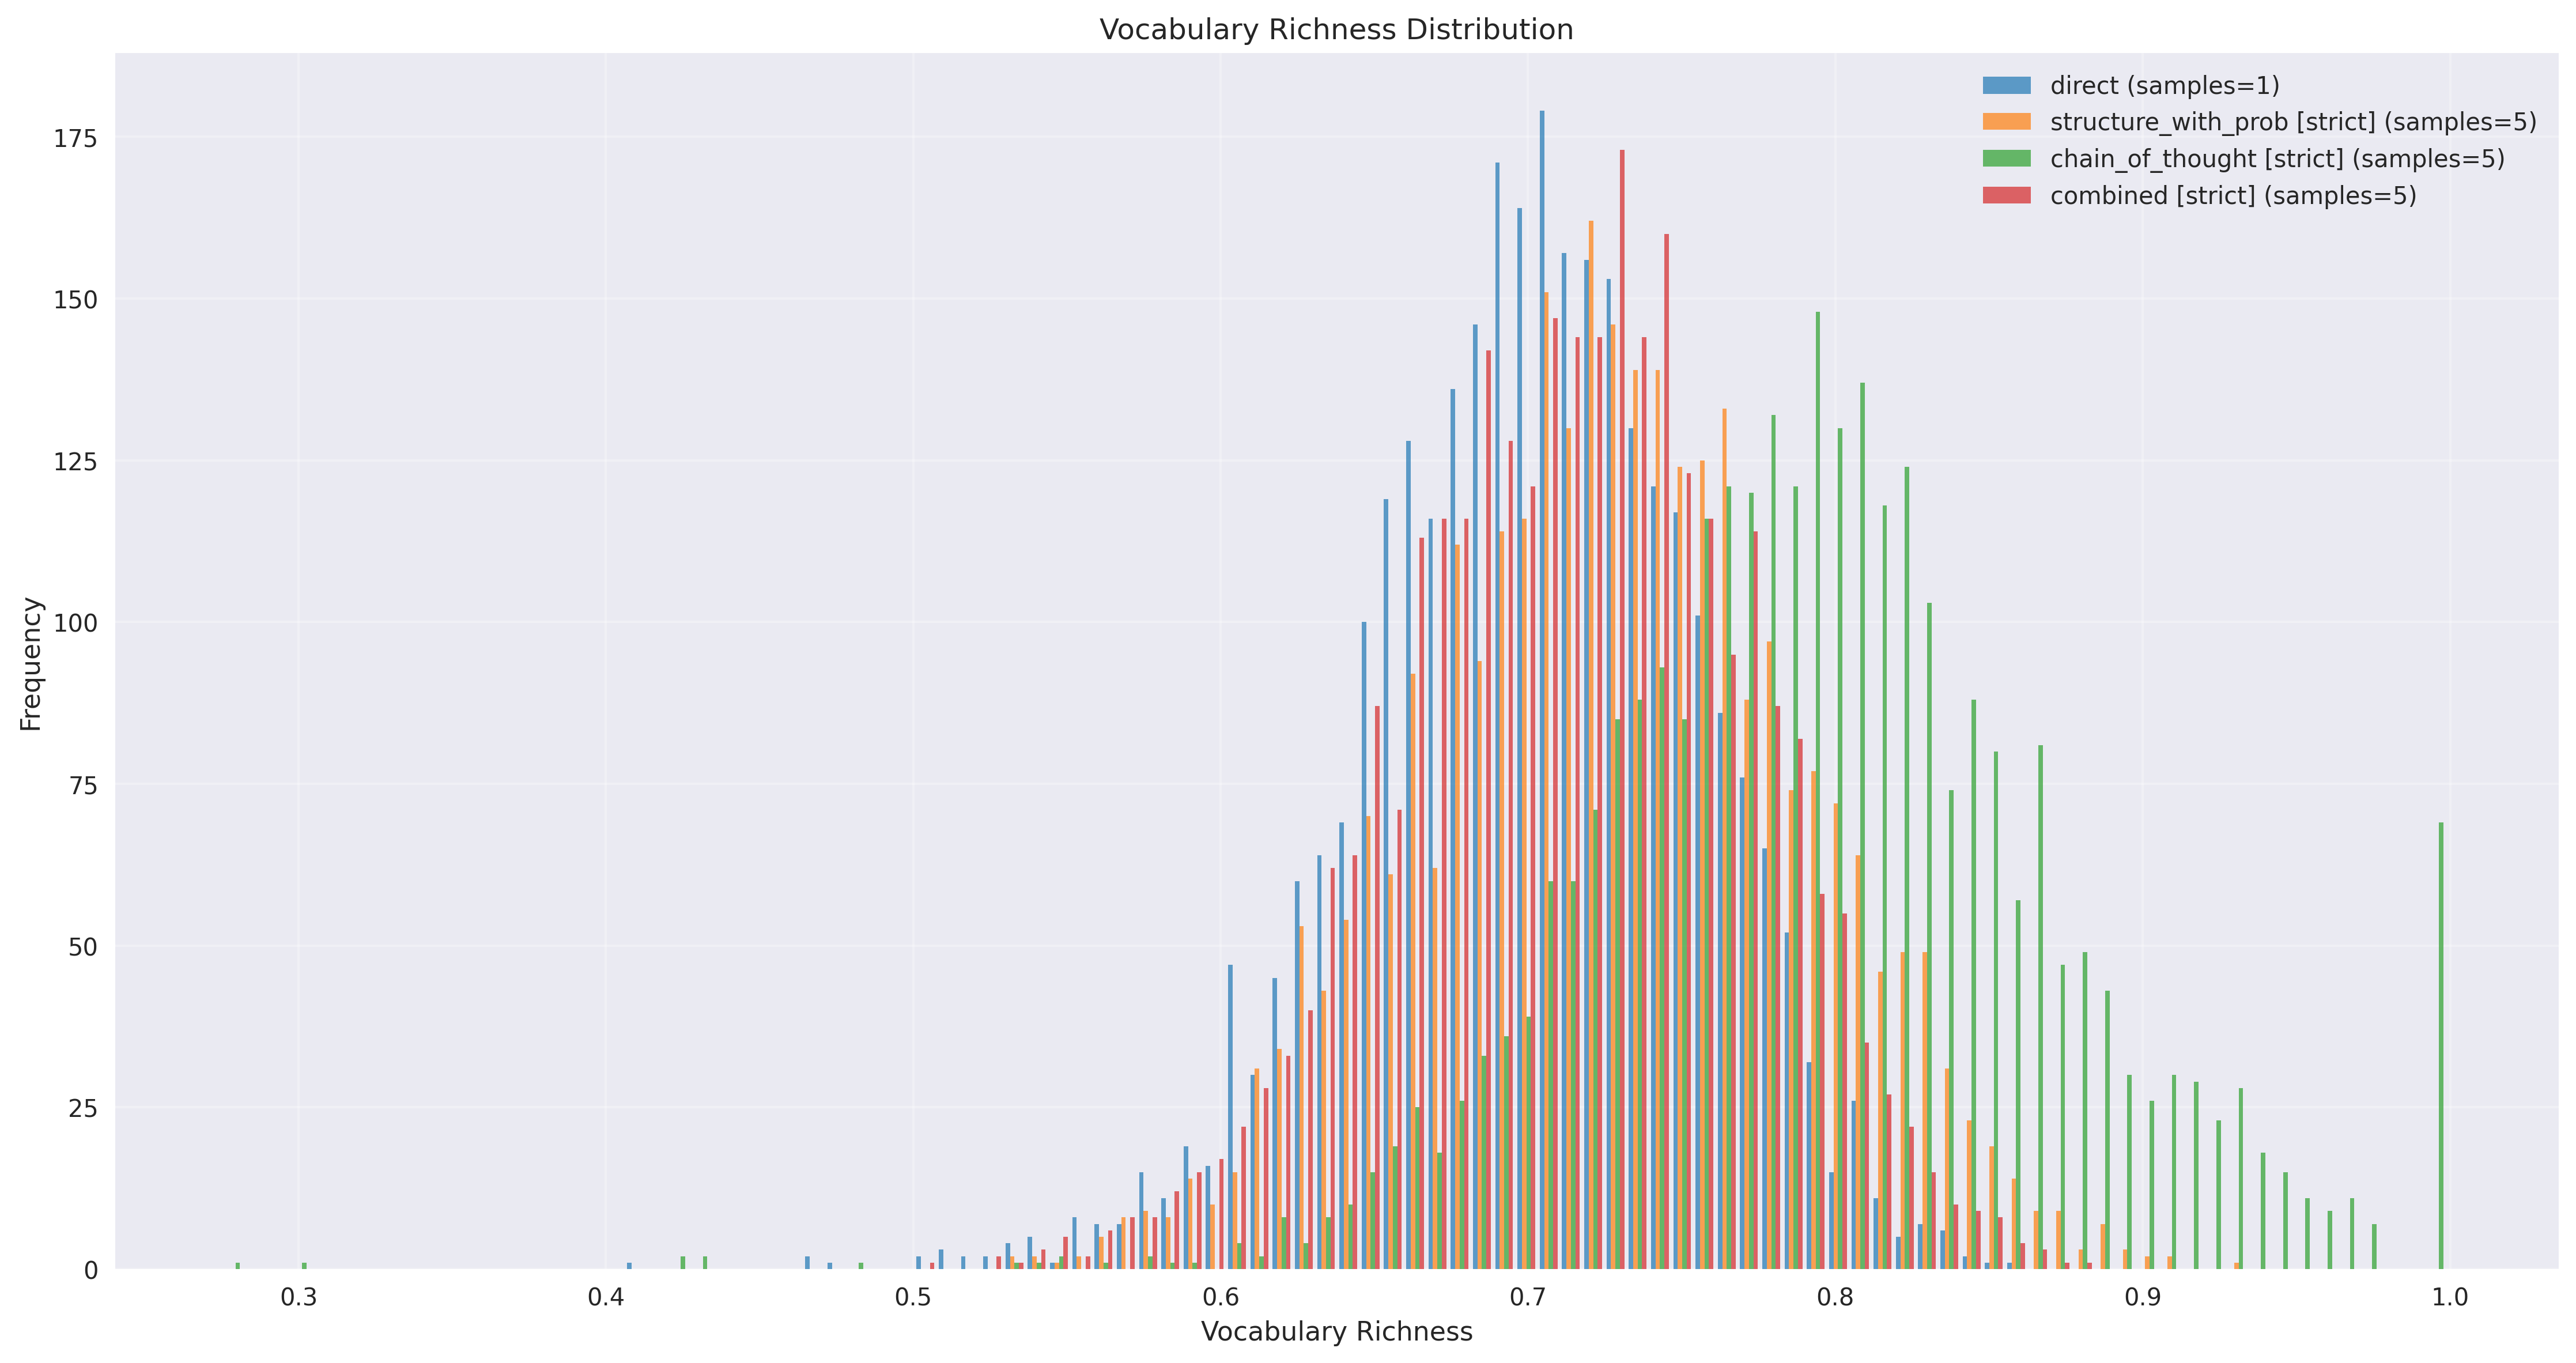 Vocabulary Richness Distribution
direct (samples=1)
structure_with_prob [strict] (samples=5)
chain_of_thought [strict] (samples=5)
combined [strict] (samples=5)
175
150
125
100
75
50
25
0
Frequency
0.3 0.4 0.5 0.6 0.7 0.8 0.9 1.0
Vocabulary Richness